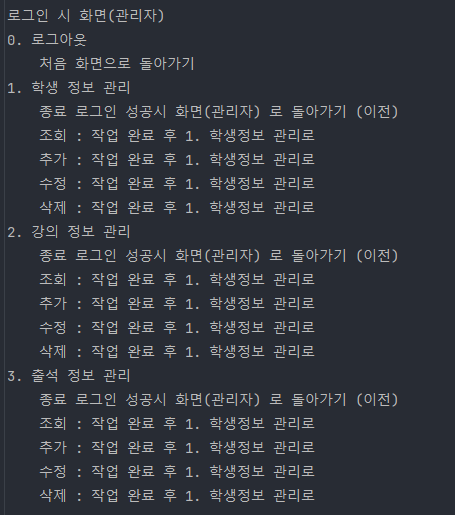 로그인 시 화면(관리자)
0. 로그아웃
처음 화면으로 돌아가기
1. 학생 정보 관리
종료 로그인 성공시 화면(관리자) 로 돌아가기 (이전)
조회 : 작업 완료 후 1. 학생정보 관리로
추가 : 작업 완료 후 1. 학생정보 관리로
수정 : 작업 완료 후 1. 학생정보 관리로
삭제 : 작업 완료 후 1. 학생정보 관리로
2. 강의 정보 관리
종료 로그인 성공시 화면(관리자) 로 돌아가기 (이전)
조회 : 작업 완료 후 1. 학생정보 관리로
추가 : 작업 완료 후 1. 학생정보 관리로
수정 : 작업 완료 후 1. 학생정보 관리로
삭제 : 작업 완료 후 1. 학생정보 관리로
3. 출석 정보 관리
종료 로그인 성공시 화면(관리자) 로 돌아가기 (이전)
조회 : 작업 완료 후 1. 학생정보 관리로
추가 : 작업 완료 후 1. 학생정보 관리로
수정 : 작업 완료 후 1. 학생정보 관리로
삭제 : 작업 완료 후 1. 학생정보 관리로